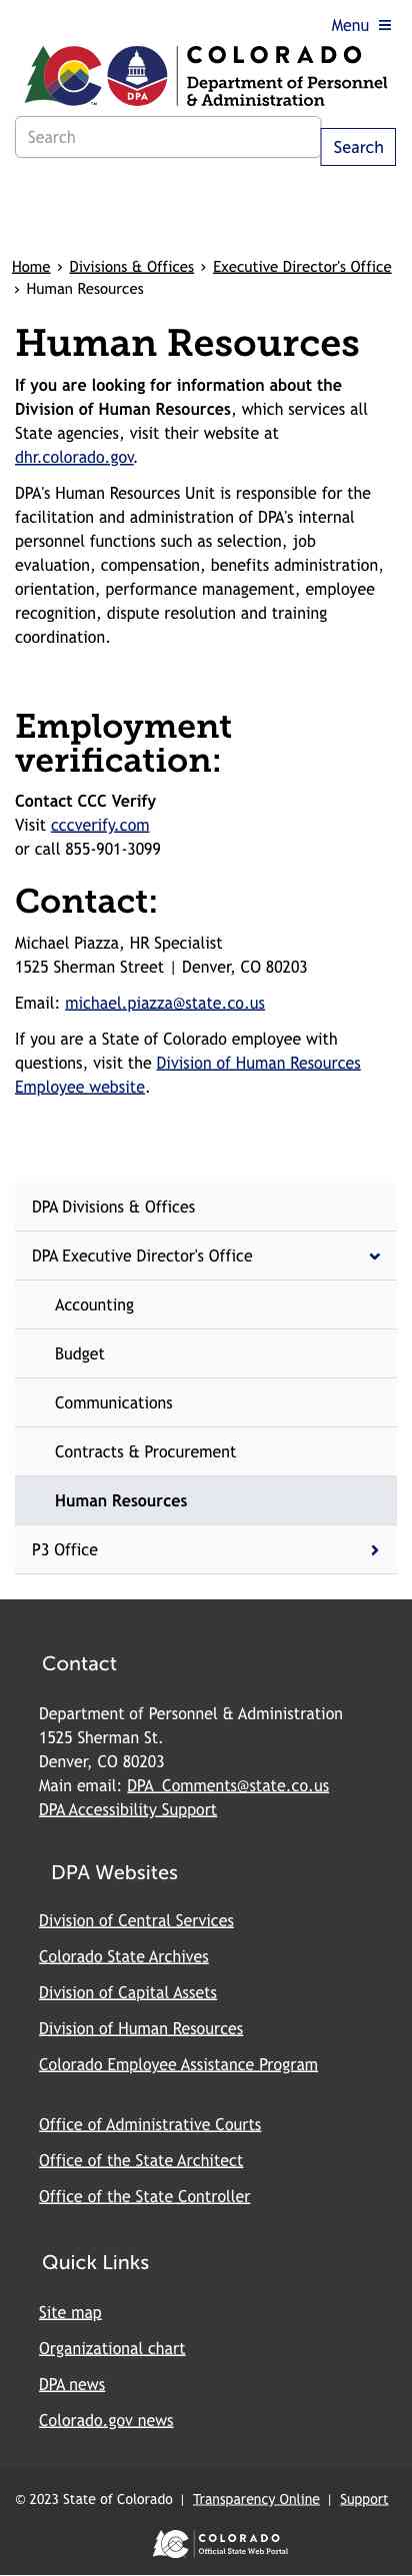 Menu
COLORADO
Department of Personnel
& Administration
DPA
TM
Search
Search
Home › Divisions & Offices › Executive Director's Office
› Human Resources
Human Resources
If you are looking for information about the
Division of Human Resources, which services all
State agencies, visit their website at
dhr.colorado.gov.
DPA's Human Resources Unit is responsible for the
facilitation and administration of DPA's internal
personnel functions such as selection, job
evaluation, compensation, benefits administration,
orientation, performance management, employee
recognition, dispute resolution and training
coordination.
Employment
verification:
Contact CCC Verify
Visit cccverify.com
or call 855-901-3099
Contact:
Michael Piazza, HR Specialist
1525 Sherman Street | Denver, CO 80203
Email: michael.piazza@state.co.us
If you are a State of Colorado employee with
questions, visit the Division of Human Resources
Employee website.
DPA Divisions & Offices
DPA Executive Director's Office
Accounting
Budget
Communications
Contracts & Procurement
Human Resources
P3 Office
Contact
Department of Personnel & Administration
1525 Sherman St.
Denver, CO 80203
Main email: DPA_Comments@state.co.us
DPA Accessibility Support
DPA Websites
Division of Central Services
Colorado State Archives
Division of Capital Assets
Division of Human Resources
Colorado Employee Assistance Program
Office of Administrative Courts
Office of the State Architect
Office of the State Controller
Quick Links
Site map
Organizational chart
DPA news
Colorado.gov news
© 2023 State of Colorado | Transparency Online | Support
COLORADO
Official State Web Portal